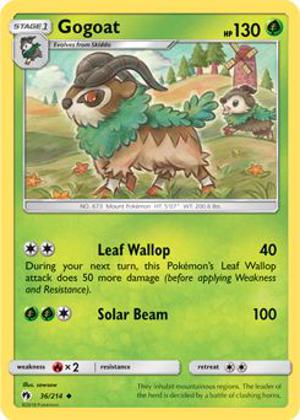 STAGE 1
Gogoat
HP 130
Evolves from Skiddo
NO. 673 Mount Pokémon HT: 5'07" WT: 200.6 lbs.
Leaf Wallop 40
During your next turn, this Pokémon's Leaf Wallop
attack does 50 more damage (before applying Weakness
and Resistance).
Solar Beam 100
weakness × 2 resistance retreat
Illus. sowsow
36/214
©2018 Pokémon
They inhabit mountainous regions. The leader of
the herd is decided by a battle of clashing horns.